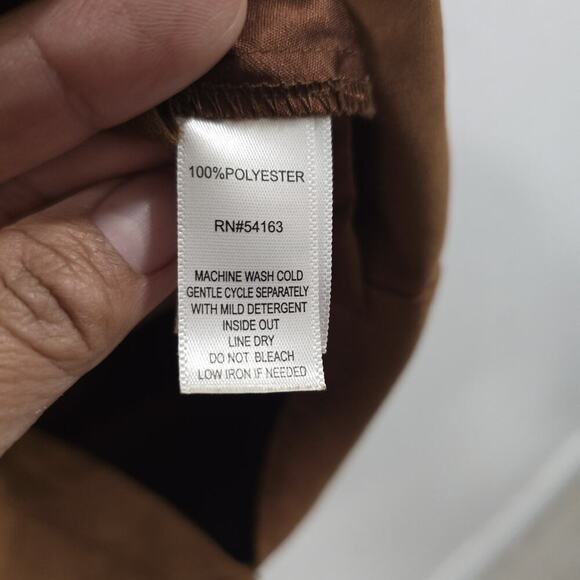 100%POLYESTER
RN#54163
MACHINE WASH COLD
GENTLE CYCLE SEPARATELY
WITH MILD DETERGENT
INSIDE OUT
LINE DRY
DO NOT BLEACH
LOW IRON IF NEEDED